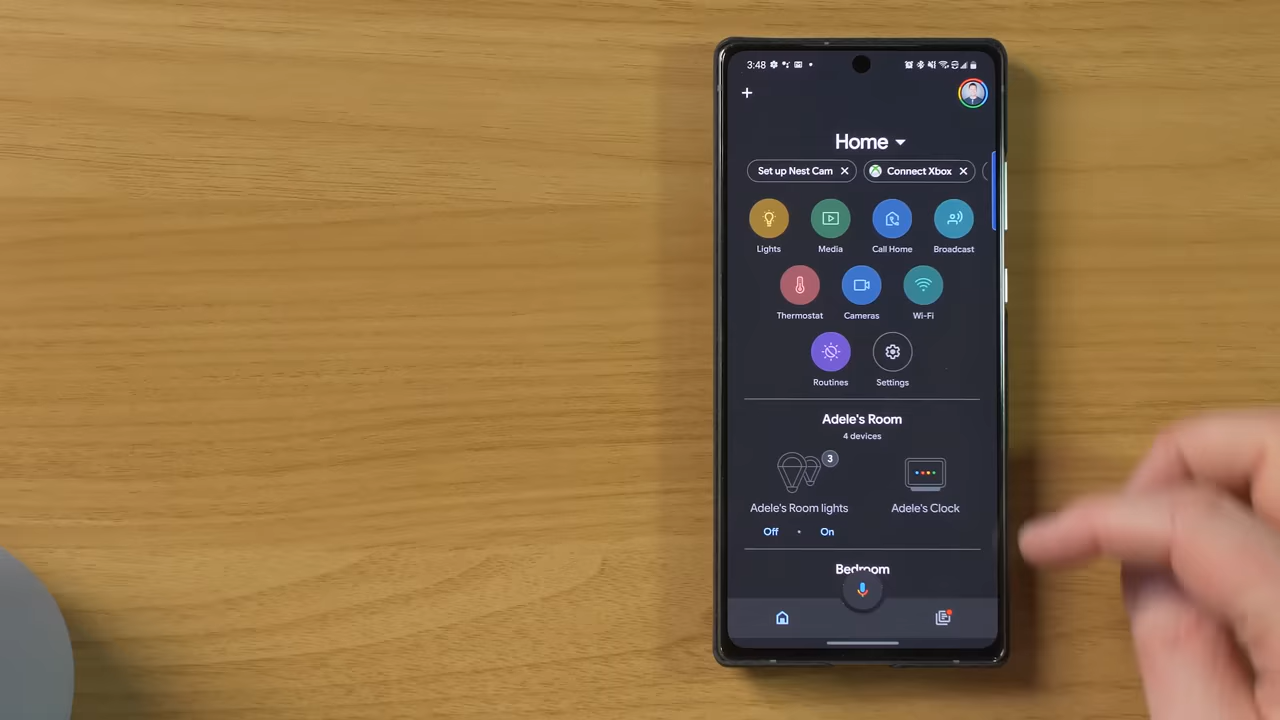 3:48
Home
Set up Nest Cam
Connect Xbox
Lights
Media
Call Home
Broadcast
Thermostat
Cameras
Wi-Fi
Routines
Settings
Adele's Room
4 devices
3
Adele's Room lights
Adele's Clock
Off • On
Bedroom